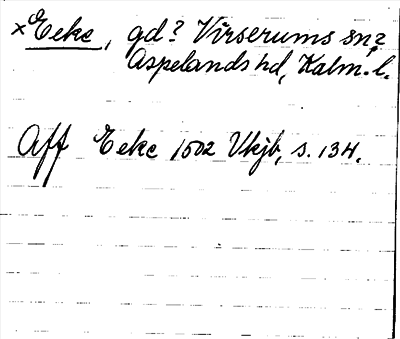 ×Eeke, gd? Virserums sn?
Aspelands hd, Kalm. l.
Aff Eeke 1502 Vkjb, s. 134.